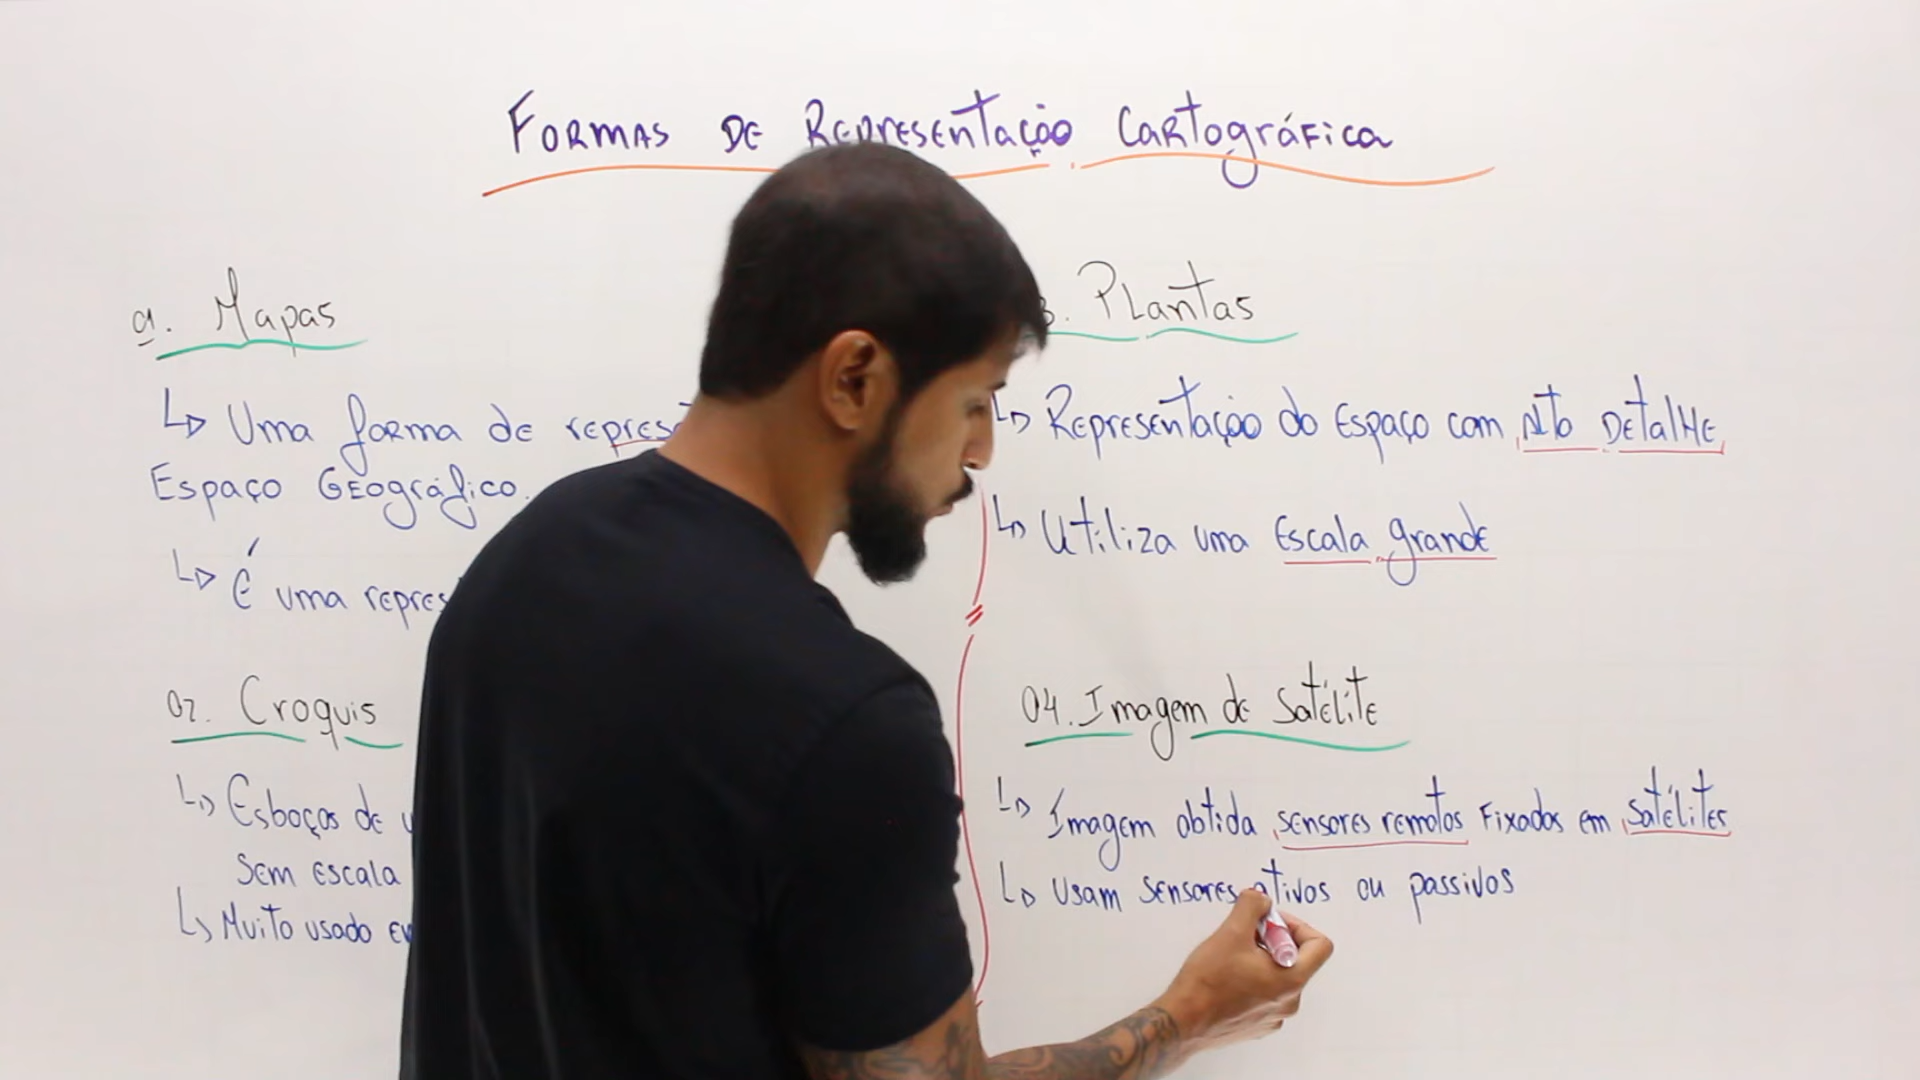 Formas de Representação Cartográfica
01. Mapas
Uma forma de
Espaço Geográfico.
É uma
02. Croquis
Esboços de
Sem escala
Muito usado
3. Plantas
Representação do Espaço com Alto Detalhe
Utiliza uma Escala grande
04. Imagem de Satélite
Imagem obtida sensores remotos fixados em Satélites
Usam Sensores ativos ou passivos